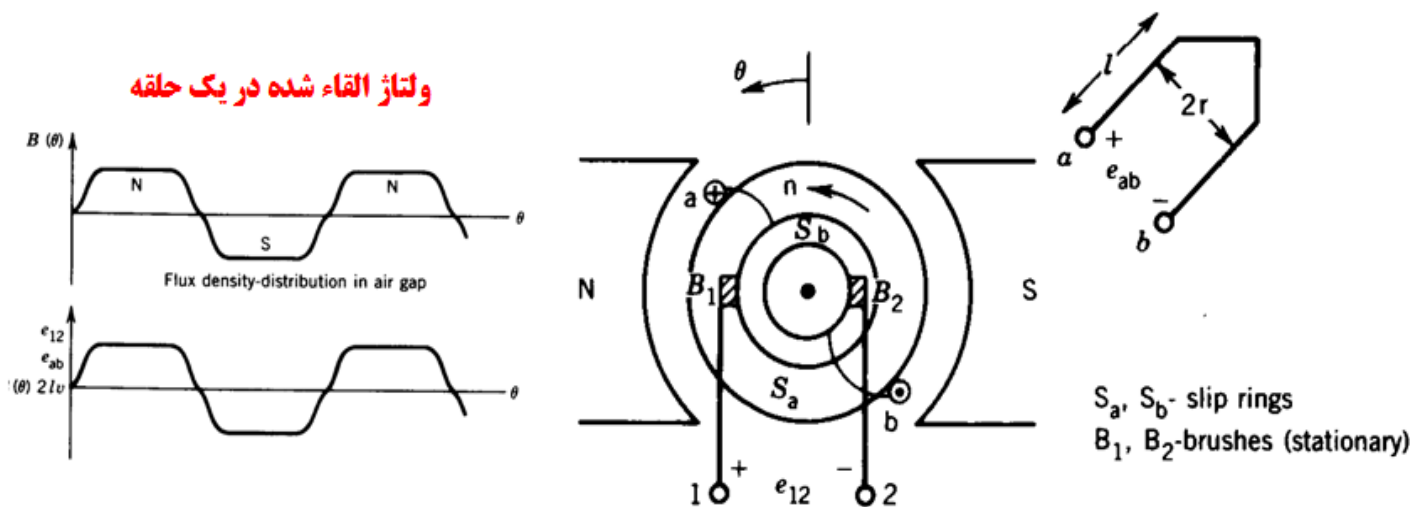 ولتاژ القاء شده در یک حلقه
B (θ)
N
N
S
θ
Flux density-distribution in air gap
e12
eab
(θ) 2lv
θ
θ
n
a
Sb
N
B1
B2
S
Sa
b
+
−
1
e12
2
l
2r
a
+
eab
−
b
Sa, Sb- slip rings
B1, B2-brushes (stationary)